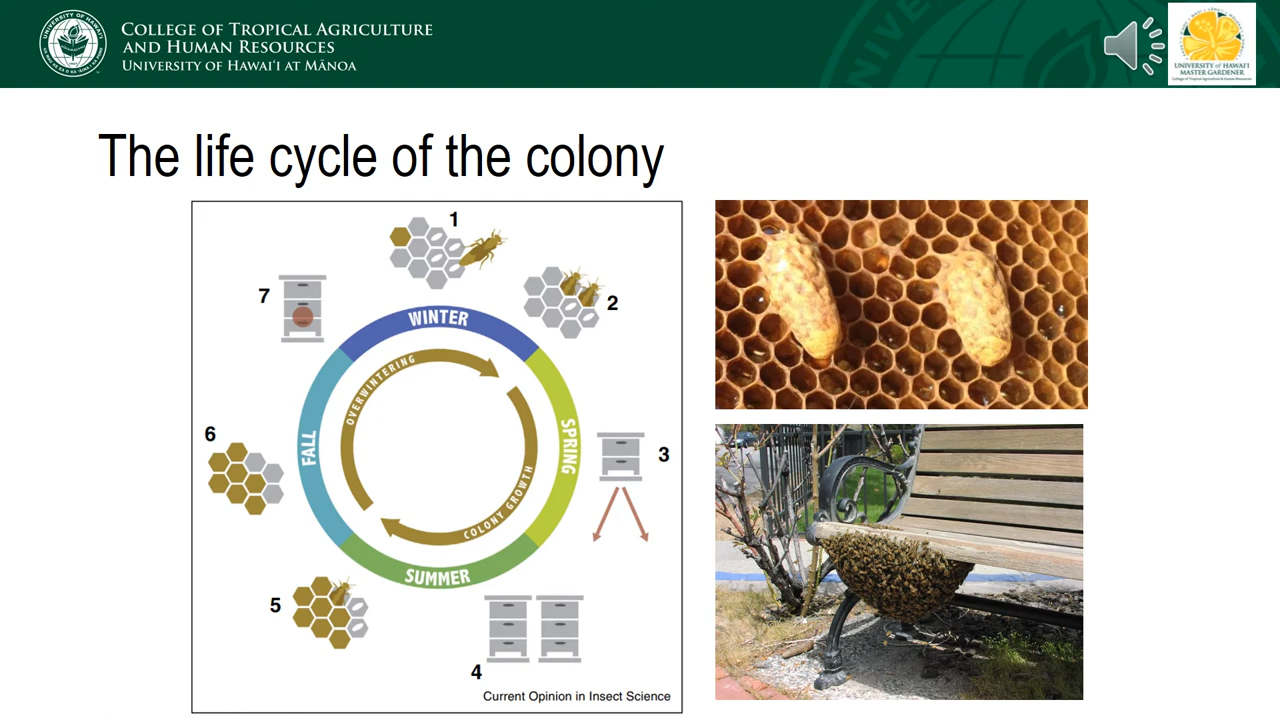 COLLEGE OF TROPICAL AGRICULTURE
AND HUMAN RESOURCES
UNIVERSITY OF HAWAIʻI AT MĀNOA
UNIVERSITY of HAWAI'I
MASTER GARDENER
College of Tropical Agriculture & Human Resources
The life cycle of the colony
1
2
3
4
5
6
7
WINTER
SPRING
SUMMER
FALL
OVERWINTERING
COLONY GROWTH
Current Opinion in Insect Science